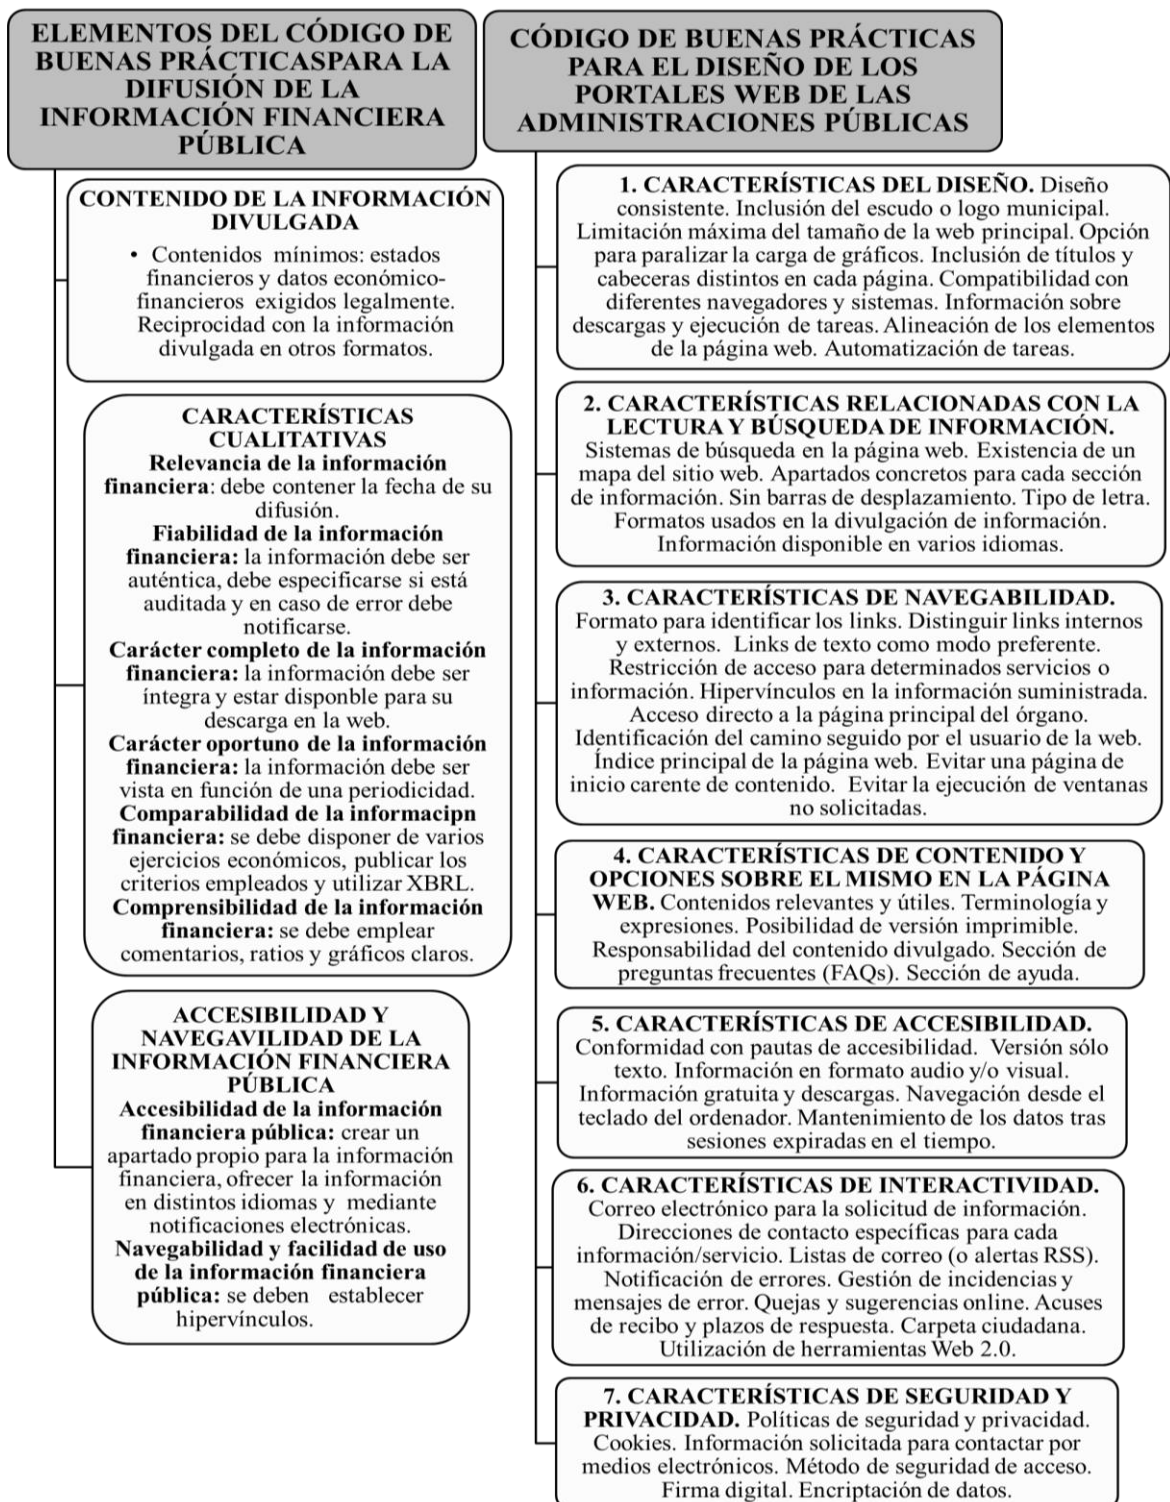 ELEMENTOS DEL CÓDIGO DE
BUENAS PRÁCTICASPARA LA
DIFUSIÓN DE LA
INFORMACIÓN FINANCIERA
PÚBLICA
CONTENIDO DE LA INFORMACIÓN
DIVULGADA
• Contenidos mínimos: estados
financieros y datos económico-
financieros exigidos legalmente.
Reciprocidad con la información
divulgada en otros formatos.
CARACTERÍSTICAS
CUALITATIVAS
Relevancia de la información
financiera: debe contener la fecha de su
difusión.
Fiabilidad de la información
financiera: la información debe ser
auténtica, debe especificarse si está
auditada y en caso de error debe
notificarse.
Carácter completo de la información
financiera: la información debe ser
íntegra y estar disponble para su
descarga en la web.
Carácter oportuno de la información
financiera: la información debe ser
vista en función de una periodicidad.
Comparabilidad de la informacipn
financiera: se debe disponer de varios
ejercicios económicos, publicar los
criterios empleados y utilizar XBRL.
Comprensibilidad de la información
financiera: se debe emplear
comentarios, ratios y gráficos claros.
ACCESIBILIDAD Y
NAVEGAVILIDAD DE LA
INFORMACIÓN FINANCIERA
PÚBLICA
Accesibilidad de la información
financiera pública: crear un
apartado propio para la información
financiera, ofrecer la información
en distintos idiomas y mediante
notificaciones electrónicas.
Navegabilidad y facilidad de uso
de la información financiera
pública: se deben establecer
hipervínculos.
CÓDIGO DE BUENAS PRÁCTICAS
PARA EL DISEÑO DE LOS
PORTALES WEB DE LAS
ADMINISTRACIONES PÚBLICAS
1. CARACTERÍSTICAS DEL DISEÑO. Diseño
consistente. Inclusión del escudo o logo municipal.
Limitación máxima del tamaño de la web principal. Opción
para paralizar la carga de gráficos. Inclusión de títulos y
cabeceras distintos en cada página. Compatibilidad con
diferentes navegadores y sistemas. Información sobre
descargas y ejecución de tareas. Alineación de los elementos
de la página web. Automatización de tareas.
2. CARACTERÍSTICAS RELACIONADAS CON LA
LECTURA Y BÚSQUEDA DE INFORMACIÓN.
Sistemas de búsqueda en la página web. Existencia de un
mapa del sitio web. Apartados concretos para cada sección
de información. Sin barras de desplazamiento. Tipo de letra.
Formatos usados en la divulgación de información.
Información disponible en varios idiomas.
3. CARACTERÍSTICAS DE NAVEGABILIDAD.
Formato para identificar los links. Distinguir links internos
y externos. Links de texto como modo preferente.
Restricción de acceso para determinados servicios o
información. Hipervínculos en la información suministrada.
Acceso directo a la página principal del órgano.
Identificación del camino seguido por el usuario de la web.
Índice principal de la página web. Evitar una página de
inicio carente de contenido. Evitar la ejecución de ventanas
no solicitadas.
4. CARACTERÍSTICAS DE CONTENIDO Y
OPCIONES SOBRE EL MISMO EN LA PÁGINA
WEB. Contenidos relevantes y útiles. Terminología y
expresiones. Posibilidad de versión imprimible.
Responsabilidad del contenido divulgado. Sección de
preguntas frecuentes (FAQs). Sección de ayuda.
5. CARACTERÍSTICAS DE ACCESIBILIDAD.
Conformidad con pautas de accesibilidad. Versión sólo
texto. Información en formato audio y/o visual.
Información gratuita y descargas. Navegación desde el
teclado del ordenador. Mantenimiento de los datos tras
sesiones expiradas en el tiempo.
6. CARACTERÍSTICAS DE INTERACTIVIDAD.
Correo electrónico para la solicitud de información.
Direcciones de contacto específicas para cada
información/servicio. Listas de correo (o alertas RSS).
Notificación de errores. Gestión de incidencias y
mensajes de error. Quejas y sugerencias online. Acuses
de recibo y plazos de respuesta. Carpeta ciudadana.
Utilización de herramientas Web 2.0.
7. CARACTERÍSTICAS DE SEGURIDAD Y
PRIVACIDAD. Políticas de seguridad y privacidad.
Cookies. Información solicitada para contactar por
medios electrónicos. Método de seguridad de acceso.
Firma digital. Encriptación de datos.